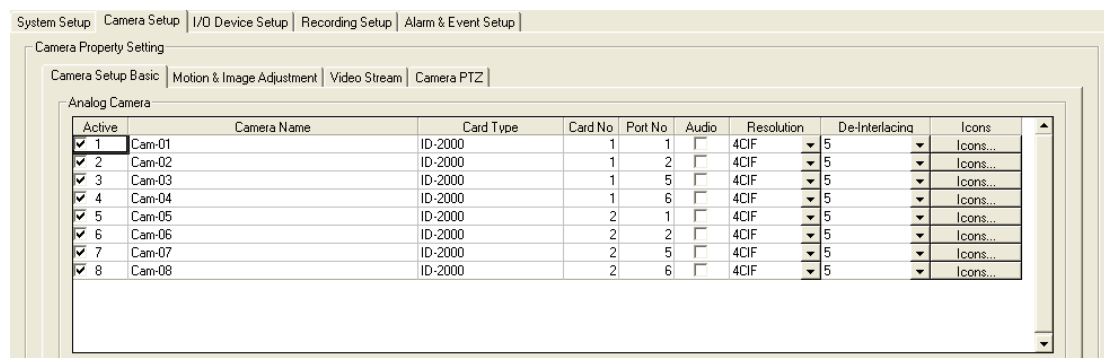 System Setup Camera Setup I/O Device Setup Recording Setup Alarm & Event Setup
Camera Property Setting
Camera Setup Basic Motion & Image Adjustment Video Stream Camera PTZ
Analog Camera
Active Camera Name Card Type Card No Port No Audio Resolution De-Interlacing Icons
1 Cam-01 ID-2000 1 1 4CIF 5 Icons...
2 Cam-02 ID-2000 1 2 4CIF 5 Icons...
3 Cam-03 ID-2000 1 5 4CIF 5 Icons...
4 Cam-04 ID-2000 1 6 4CIF 5 Icons...
5 Cam-05 ID-2000 2 1 4CIF 5 Icons...
6 Cam-06 ID-2000 2 2 4CIF 5 Icons...
7 Cam-07 ID-2000 2 5 4CIF 5 Icons...
8 Cam-08 ID-2000 2 6 4CIF 5 Icons...